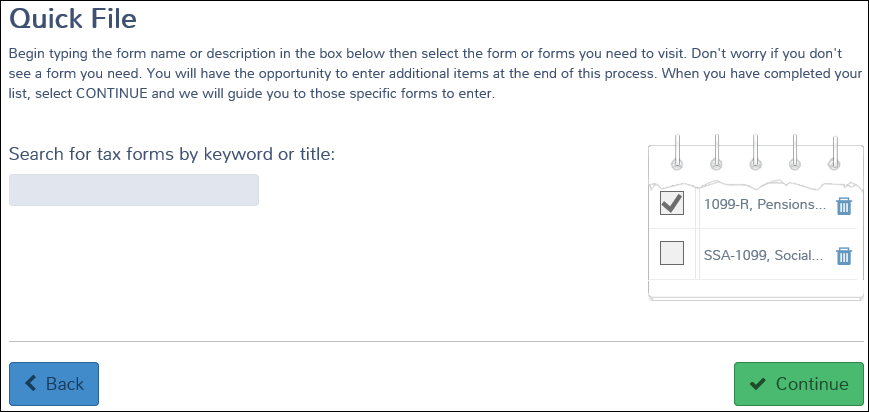 Quick File
Begin typing the form name or description in the box below then select the form or forms you need to visit. Don't worry if you don't
see a form you need. You will have the opportunity to enter additional items at the end of this process. When you have completed your
list, select CONTINUE and we will guide you to those specific forms to enter.
Search for tax forms by keyword or title:
1099-R, Pensions...
SSA-1099, Social...
Back
Continue